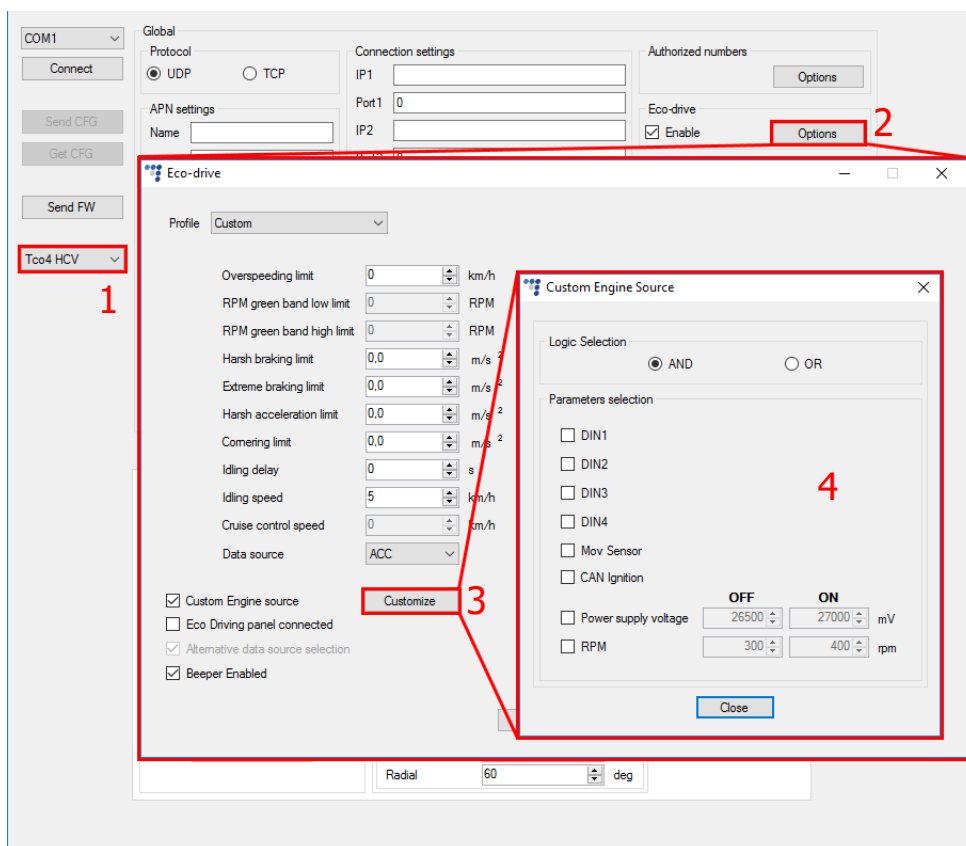 COM1
Connect
Send CFG
Get CFG
Send FW
Tco4 HCV
1
Global
Protocol
UDP
TCP
APN settings
Name
Connection settings
IP1
Port1 0
IP2
Authorized numbers
Options
Eco-drive
Enable
Options
2
Eco-drive
Profile Custom
Overspeeding limit 0 km/h
RPM green band low limit 0 RPM
RPM green band high limit 0 RPM
Harsh braking limit 0,0 m/s 2
Extreme braking limit 0,0 m/s 2
Harsh acceleration limit 0,0 m/s 2
Cornering limit 0,0 m/s 2
Idling delay 0 s
Idling speed 5 km/h
Cruise control speed 0 km/h
Data source ACC
Custom Engine source Customize 3
Eco Driving panel connected
Alternative data source selection
Beeper Enabled
Custom Engine Source
Logic Selection
AND OR
Parameters selection
DIN1
DIN2
DIN3
4
DIN4
Mov Sensor
CAN Ignition
OFF ON
Power supply voltage 26500 27000 mV
RPM 300 400 rpm
Close
Radial 60 deg